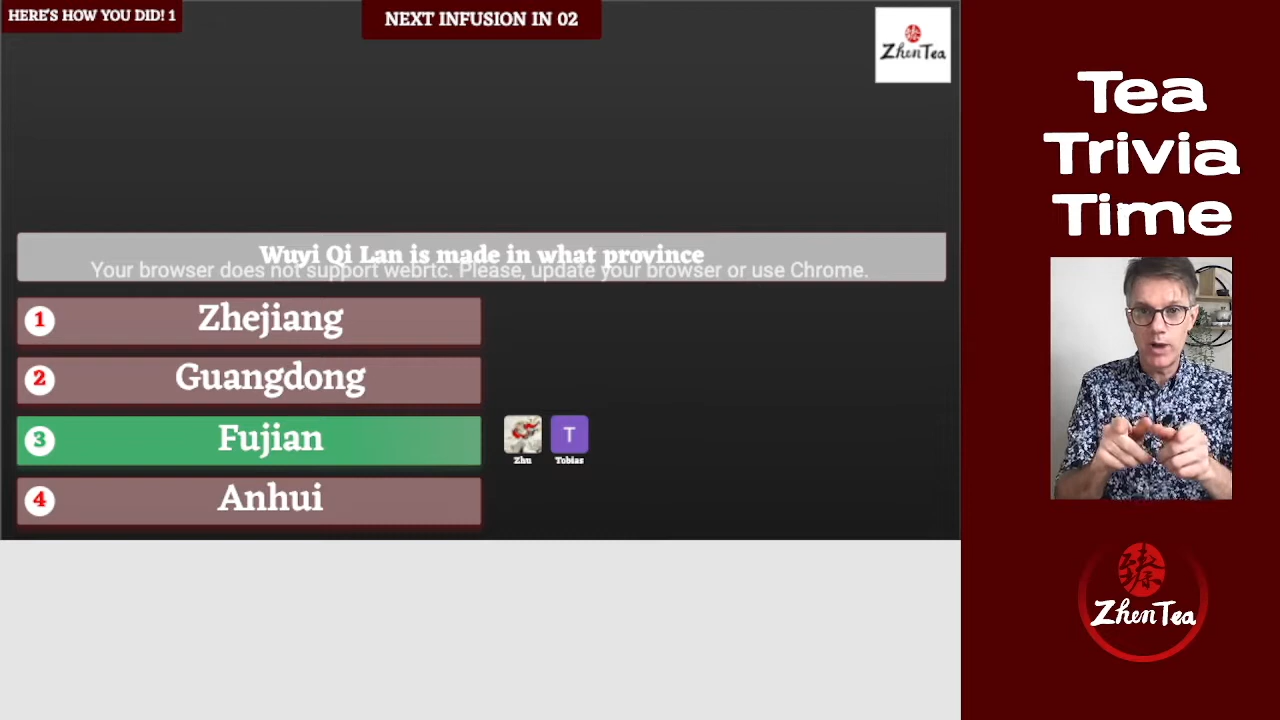 HERE'S HOW YOU DID! 1
NEXT INFUSION IN 02
ZhenTea
Wuyi Qi Lan is made in what province
Your browser does not support webrtc. Please, update your browser or use Chrome.
1 Zhejiang
2 Guangdong
3 Fujian
Zhu
T
Tobias
4 Anhui
Tea
Trivia
Time
臻
ZhenTea